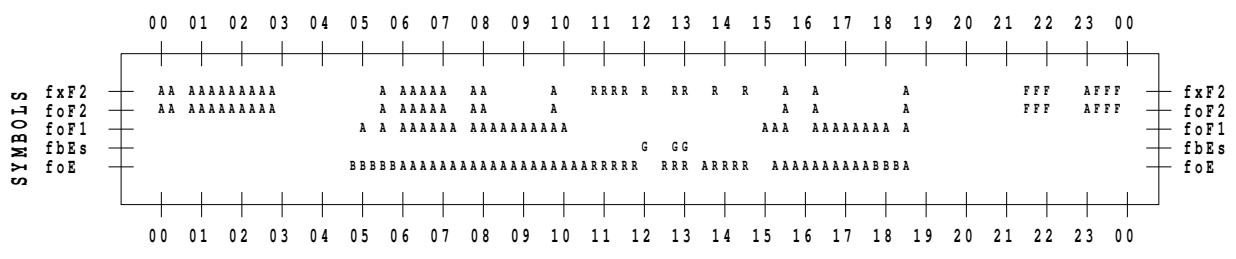 00 01 02 03 04 05 06 07 08 09 10 11 12 13 14 15 16 17 18 19 20 21 22 23 00
SYMBOLS
fxF2 AA AAAAAAAAA A AAAAA AA A RRRR R RR R R A A A FFF AFFF fxF2
foF2 AA AAAAAAAAA A AAAAA AA A A A A FFF AFFF foF2
foF1 A A AAAAAA AAAAAAAAAA AAA AAAAAAAA A foF1
fbEs G GG fbEs
foE BBBBBAAAAAAAAAAAAAAAAAAARRRRR RRR ARRRR AAAAAAAAAABBBA foE
00 01 02 03 04 05 06 07 08 09 10 11 12 13 14 15 16 17 18 19 20 21 22 23 00